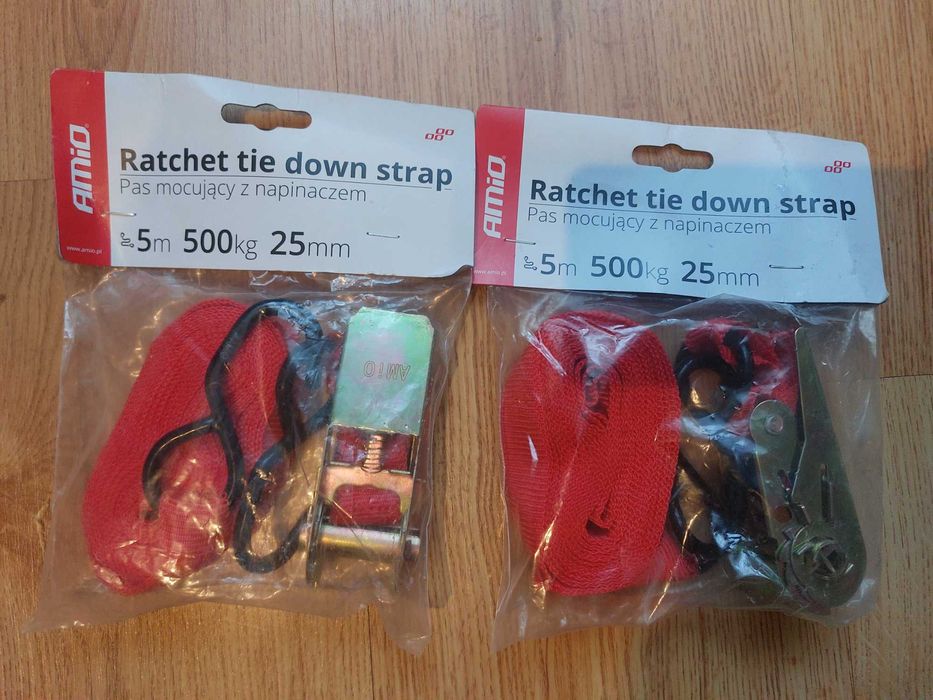 AMiO
Ratchet tie down strap
Pas mocujący z napinaczem
5m 500kg 25mm
www.amio.pl
AMiO
AMiO
Ratchet tie down strap
Pas mocujący z napinaczem
5m 500kg 25mm
www.amio.pl